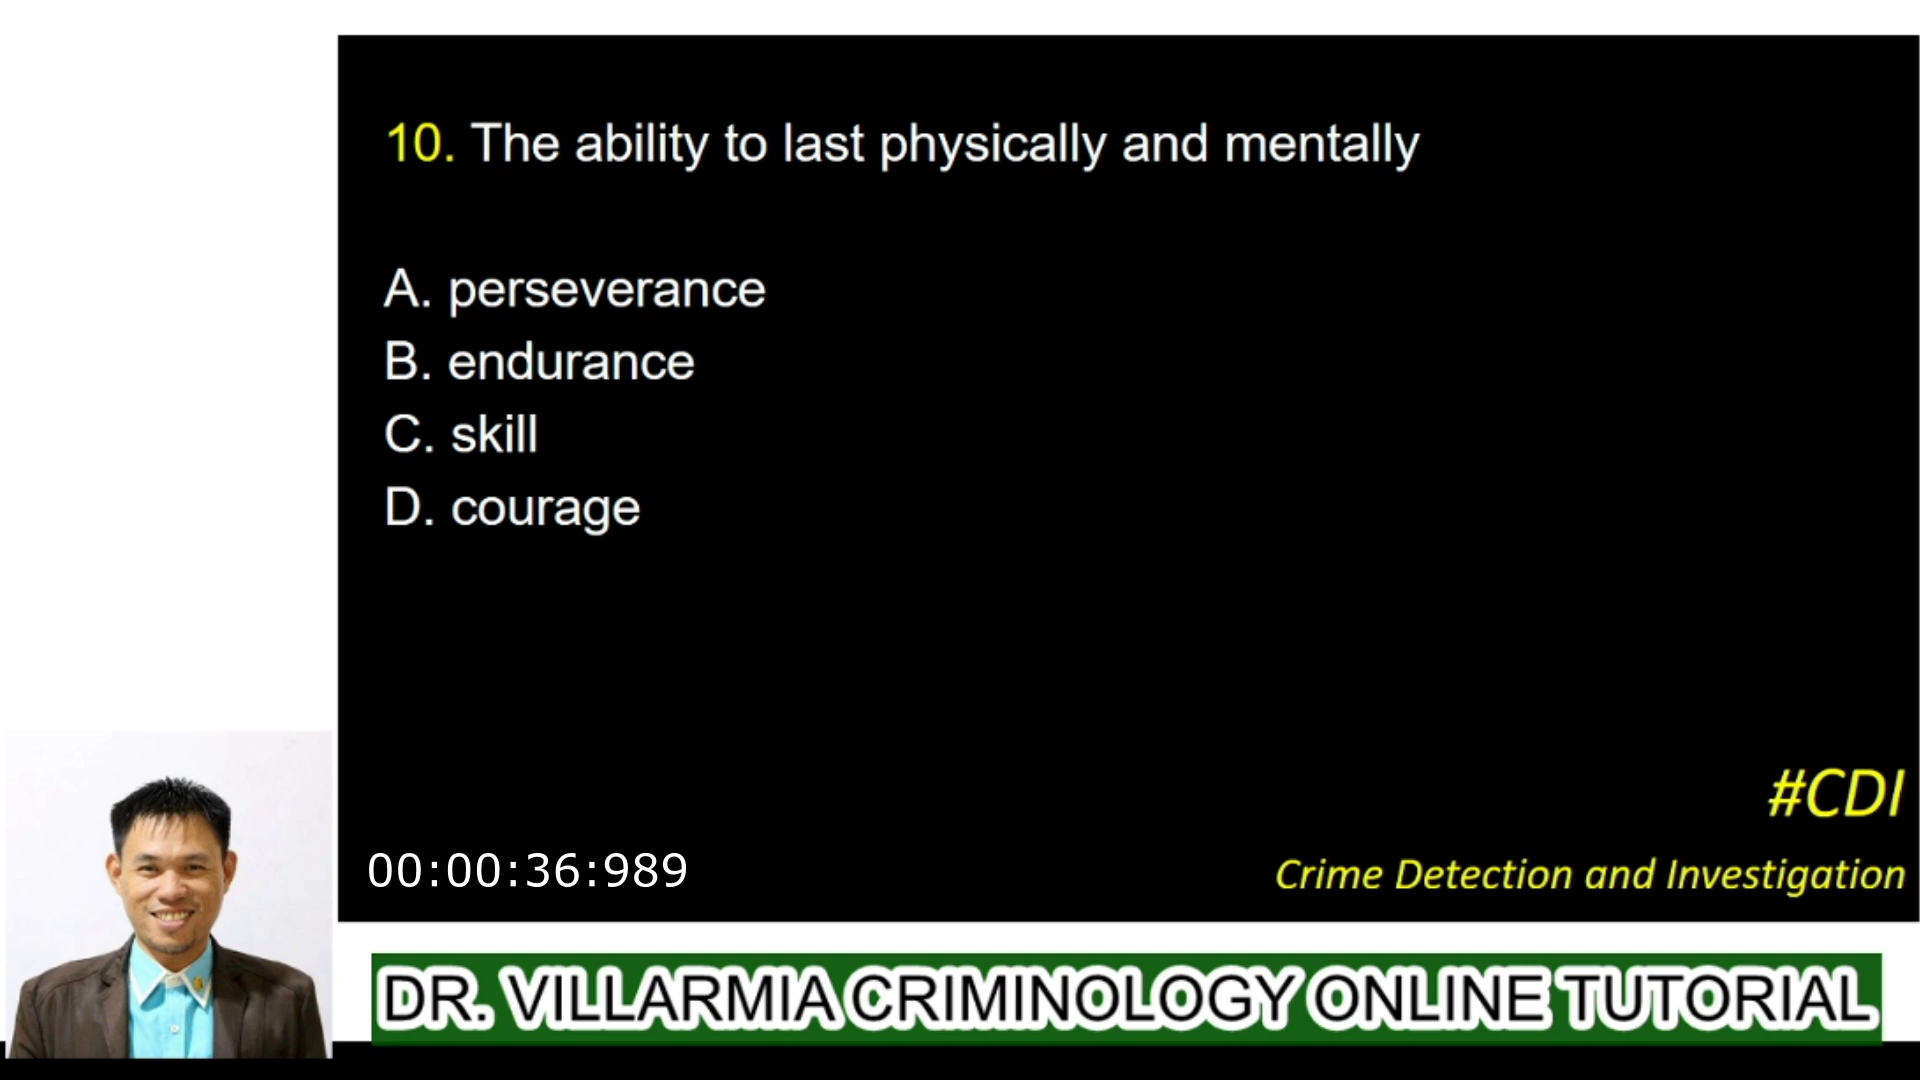 10. The ability to last physically and mentally
A. perseverance
B. endurance
C. skill
D. courage
#CDI
00:00:36:989
Crime Detection and Investigation
DR. VILLARMIA CRIMINOLOGY ONLINE TUTORIAL